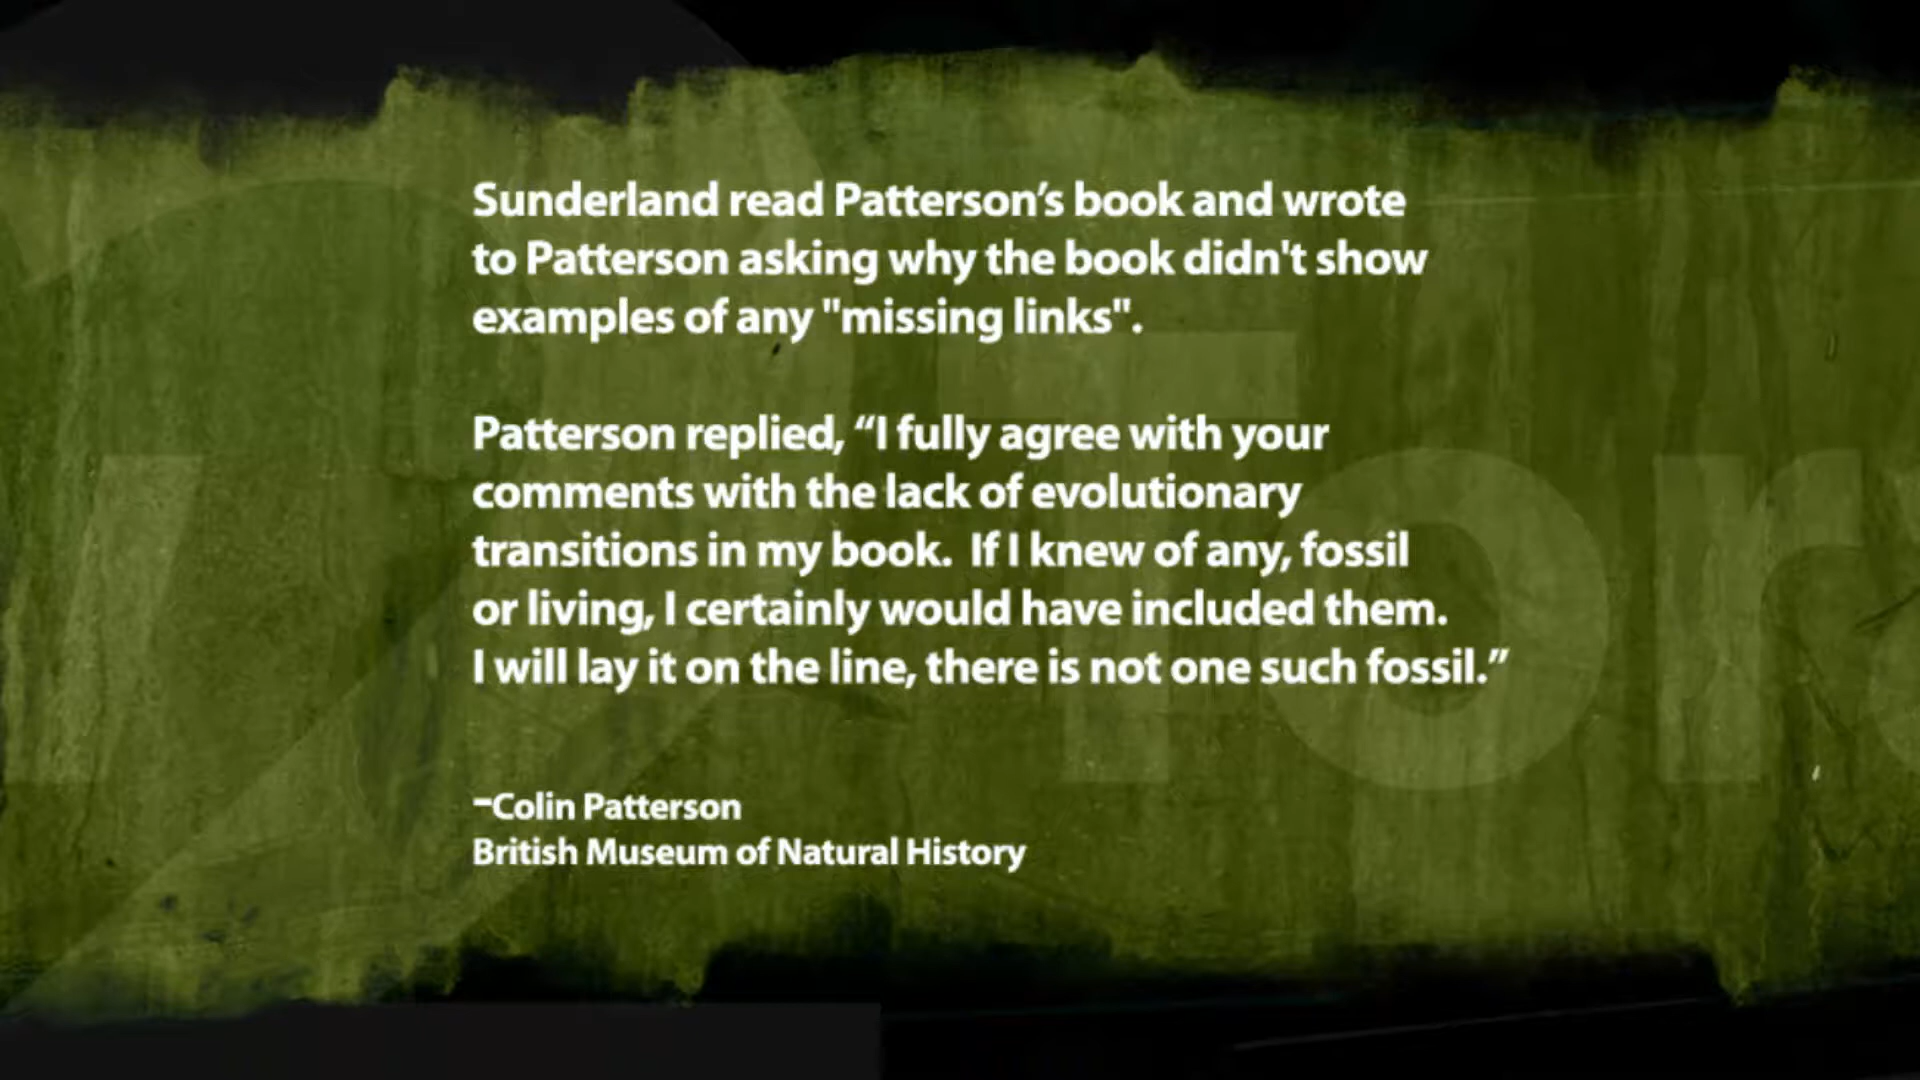 Sunderland read Patterson’s book and wrote
to Patterson asking why the book didn't show
examples of any "missing links".
Patterson replied, “I fully agree with your
comments with the lack of evolutionary
transitions in my book.  If I knew of any, fossil
or living, I certainly would have included them.
I will lay it on the line, there is not one such fossil.”
-Colin Patterson
British Museum of Natural History